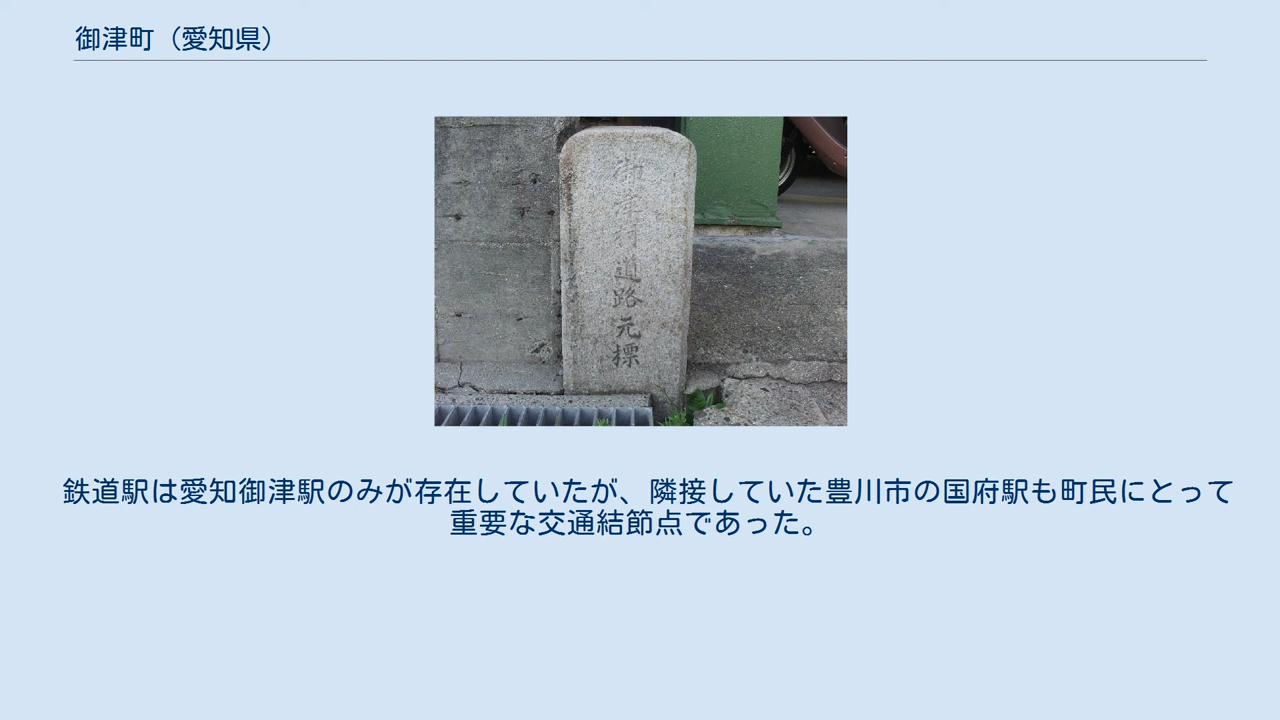 御津町（愛知県）
御津村道路元標
鉄道駅は愛知御津駅のみが存在していたが、隣接していた豊川市の国府駅も町民にとって
重要な交通結節点であった。